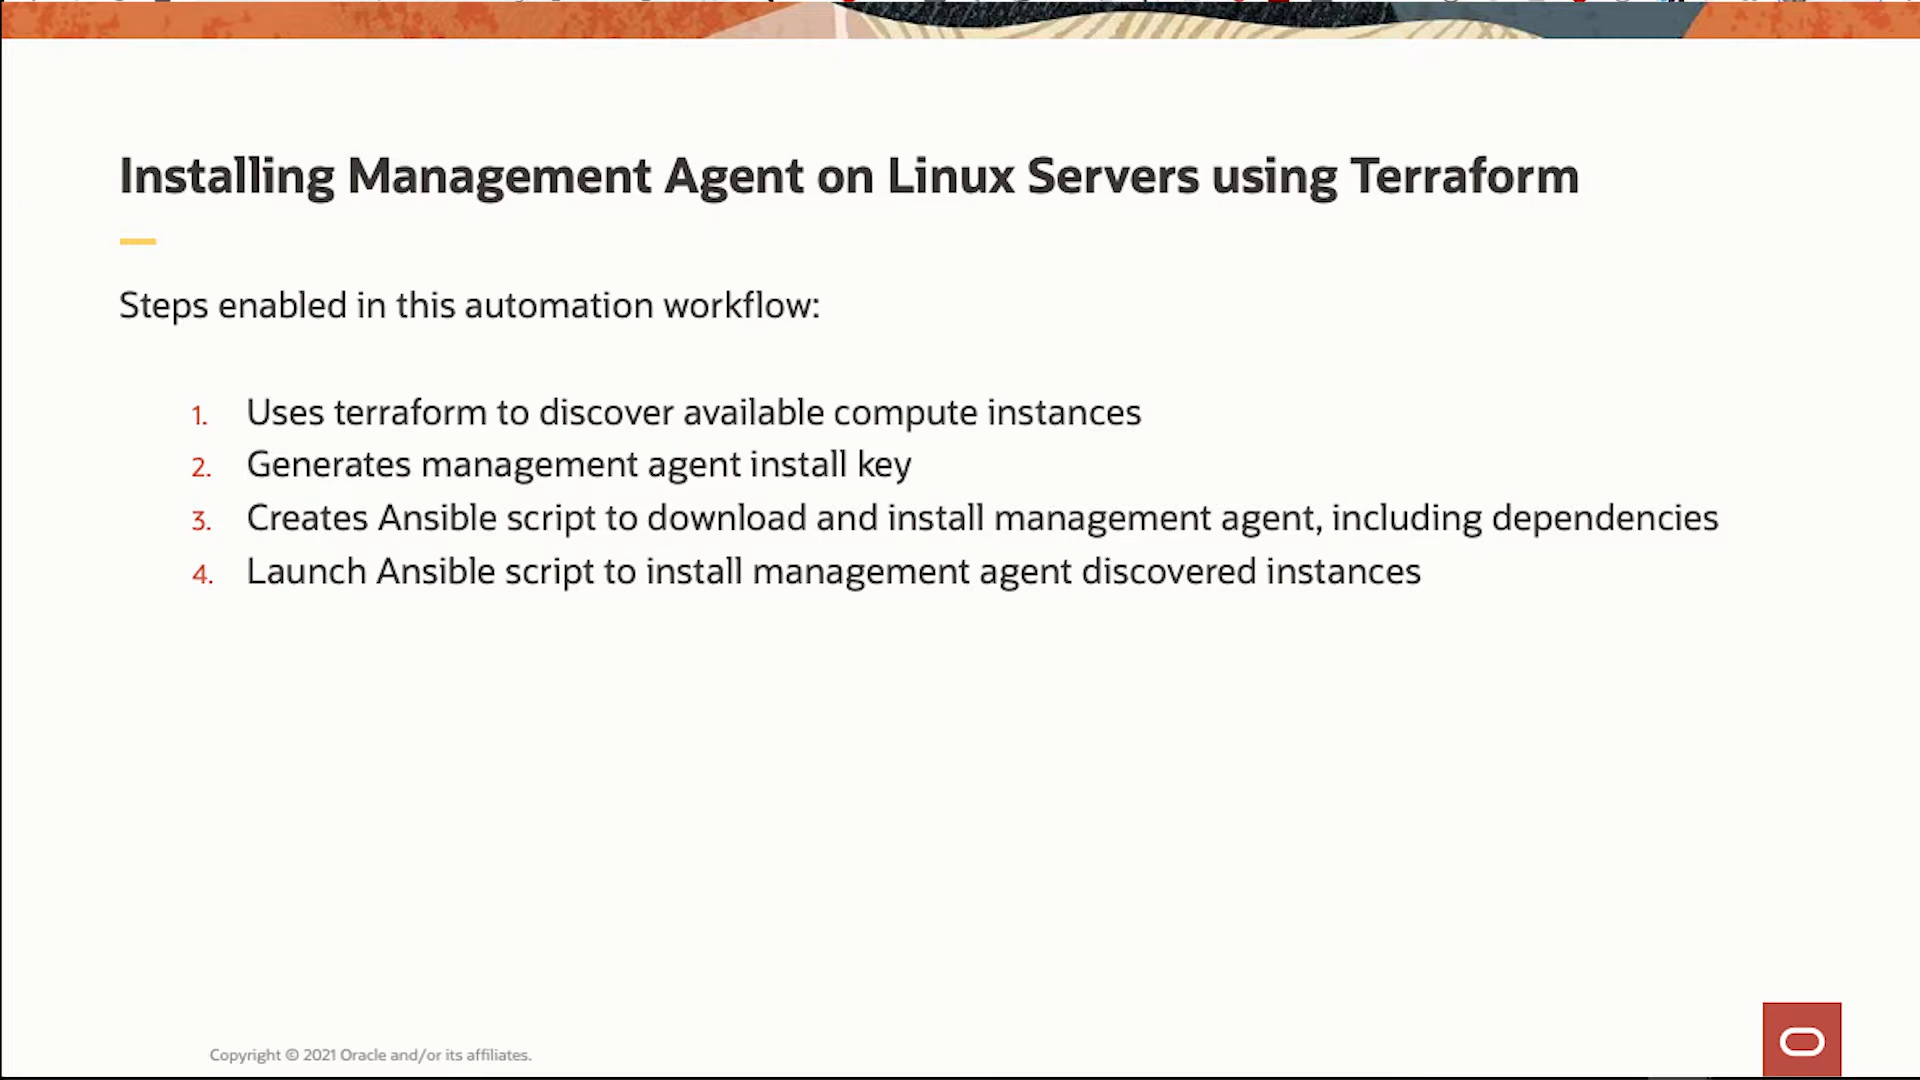 Installing Management Agent on Linux Servers using Terraform
Steps enabled in this automation workflow:
1. Uses terraform to discover available compute instances
2. Generates management agent install key
3. Creates Ansible script to download and install management agent, including dependencies
4. Launch Ansible script to install management agent discovered instances
Copyright © 2021 Oracle and/or its affiliates.